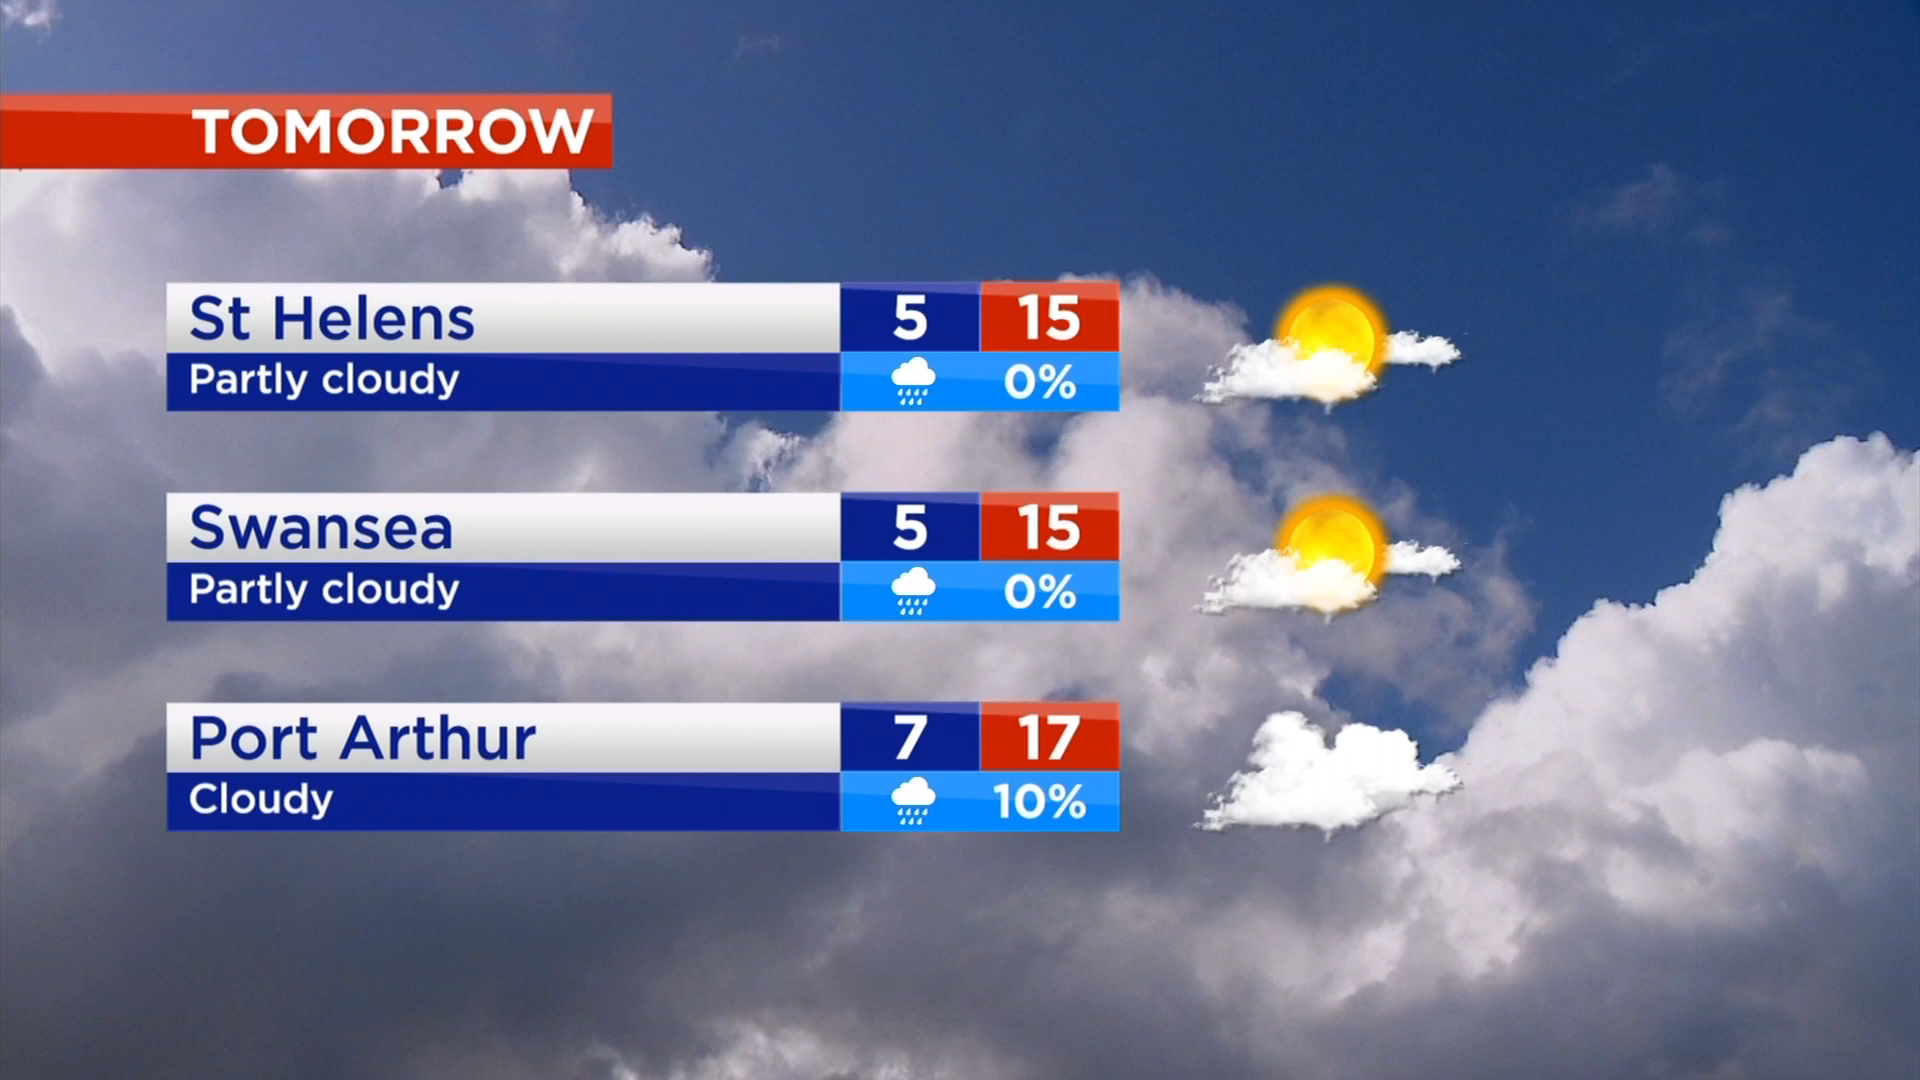 TOMORROW
St Helens 5 15
Partly cloudy 0%
Swansea 5 15
Partly cloudy 0%
Port Arthur 7 17
Cloudy 10%